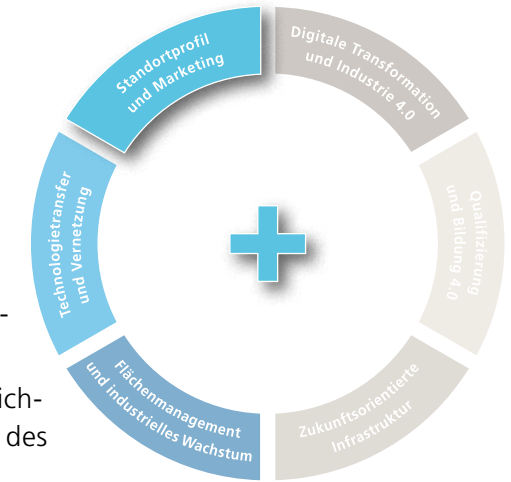 Standortprofil
und Marketing
Digitale Transformation
und Industrie 4.0
Qualifizierung
und Bildung 4.0
Zukunftsorientierte
Infrastruktur
Flächenmanagement
und industrielles Wachstum
Technologietransfer
und Vernetzung
-
ich-
des